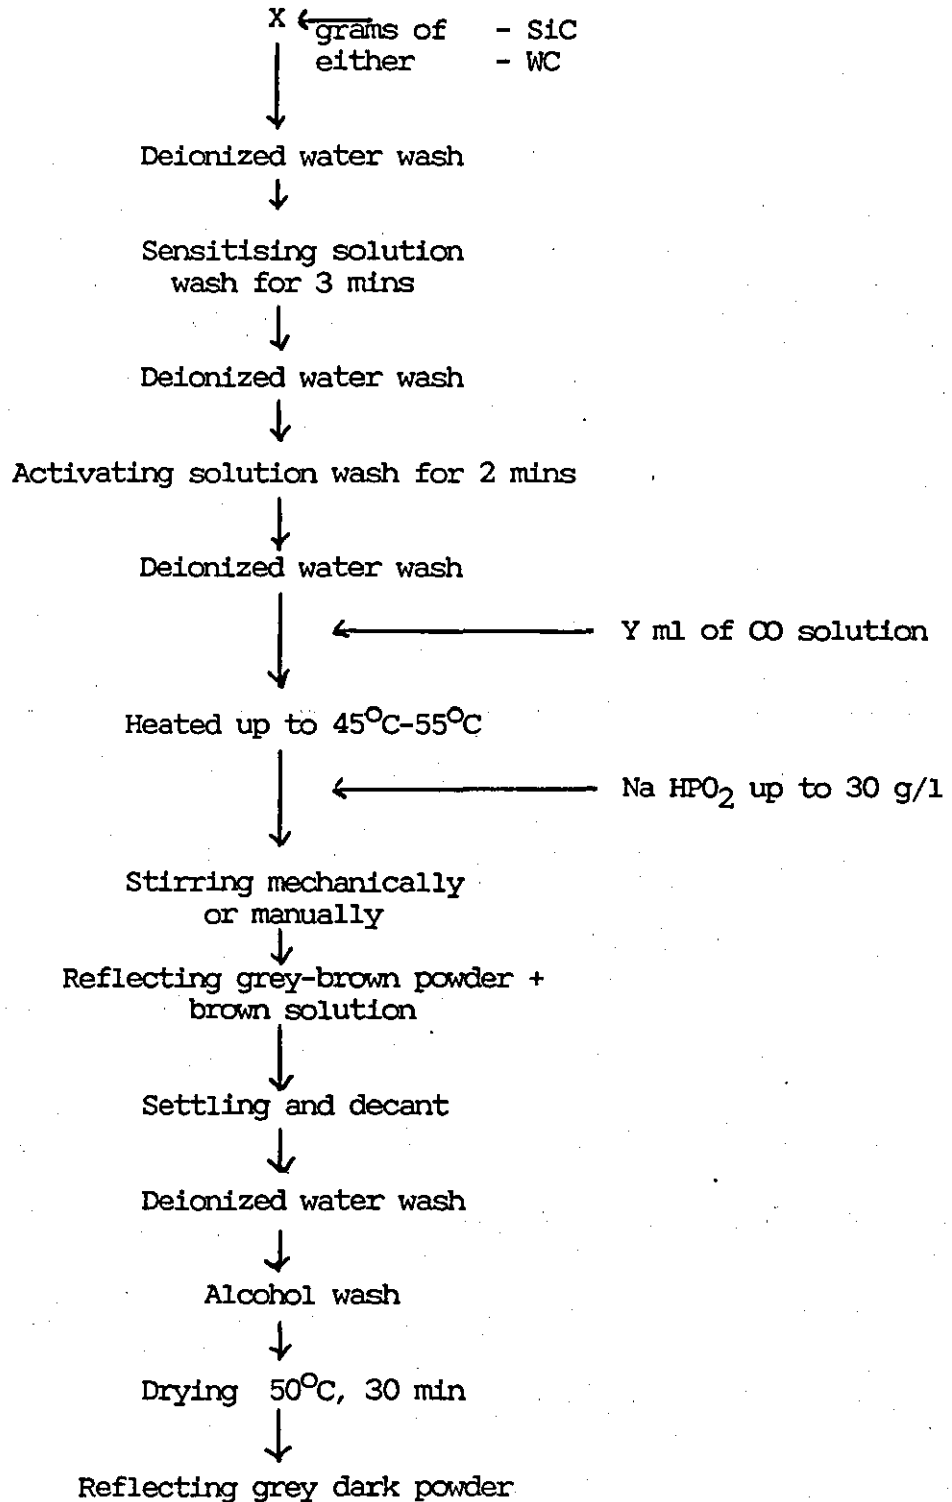 X grams of - SiC
either - WC
Deionized water wash
Sensitising solution
wash for 3 mins
Deionized water wash
Activating solution wash for 2 mins
Deionized water wash
Y ml of CO solution
Heated up to 45°C-55°C
Na HPO2 up to 30 g/l
Stirring mechanically
or manually
Reflecting grey-brown powder +
brown solution
Settling and decant
Deionized water wash
Alcohol wash
Drying 50°C, 30 min
Reflecting grey dark powder